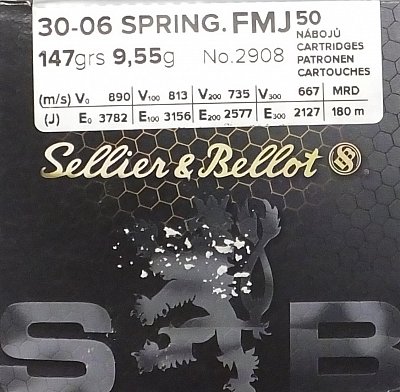 30-06 SPRING. FMJ 50
NÁBOJŮ
147grs 9,55g No.2908 CARTRIDGES
PATRONEN
CARTOUCHES
(m/s) V0 890 V100 813 V200 735 V300 667 MRD
(J) E0 3782 E100 3156 E200 2577 E300 2127 180 m
Sellier & Bellot SB ®
S B